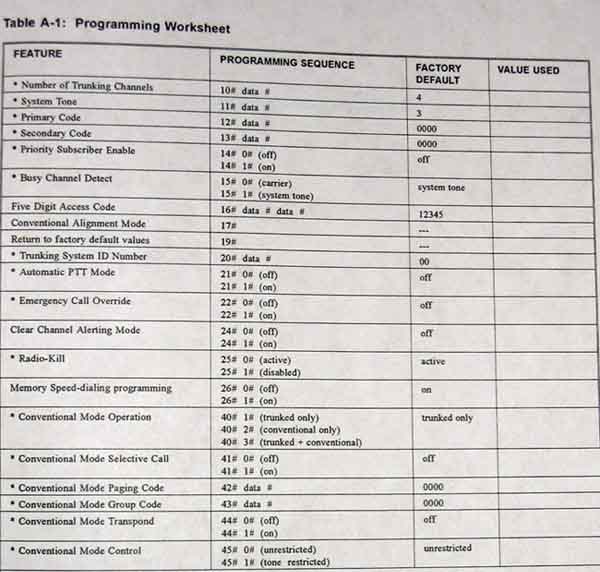 Table A-1: Programming Worksheet
FEATURE PROGRAMMING SEQUENCE FACTORY DEFAULT VALUE USED
* Number of Trunking Channels 10# data # 4
* System Tone 11# data # 3
* Primary Code 12# data # 0000
* Secondary Code 13# data # 0000
* Priority Subscriber Enable 14# 0# (off) off
14# 1# (on)
* Busy Channel Detect 15# 0# (carrier) system tone
15# 1# (system tone)
Five Digit Access Code 16# data # data # 12345
Conventional Alignment Mode 17# ---
Return to factory default values 19# ---
* Trunking System ID Number 20# data # 00
* Automatic PTT Mode 21# 0# (off) off
21# 1# (on)
* Emergency Call Override 22# 0# (off) off
22# 1# (on)
Clear Channel Alerting Mode 24# 0# (off) off
24# 1# (on)
* Radio-Kill 25# 0# (active) active
25# 1# (disabled)
Memory Speed-dialing programming 26# 0# (off) on
26# 1# (on)
* Conventional Mode Operation 40# 1# (trunked only) trunked only
40# 2# (conventional only)
40# 3# (trunked + conventional)
* Conventional Mode Selective Call 41# 0# (off) off
41# 1# (on)
* Conventional Mode Paging Code 42# data # 0000
* Conventional Mode Group Code 43# data # 0000
* Conventional Mode Transpond 44# 0# (off) off
44# 1# (on)
* Conventional Mode Control 45# 0# (unrestricted) unrestricted
45# 1# (tone restricted)